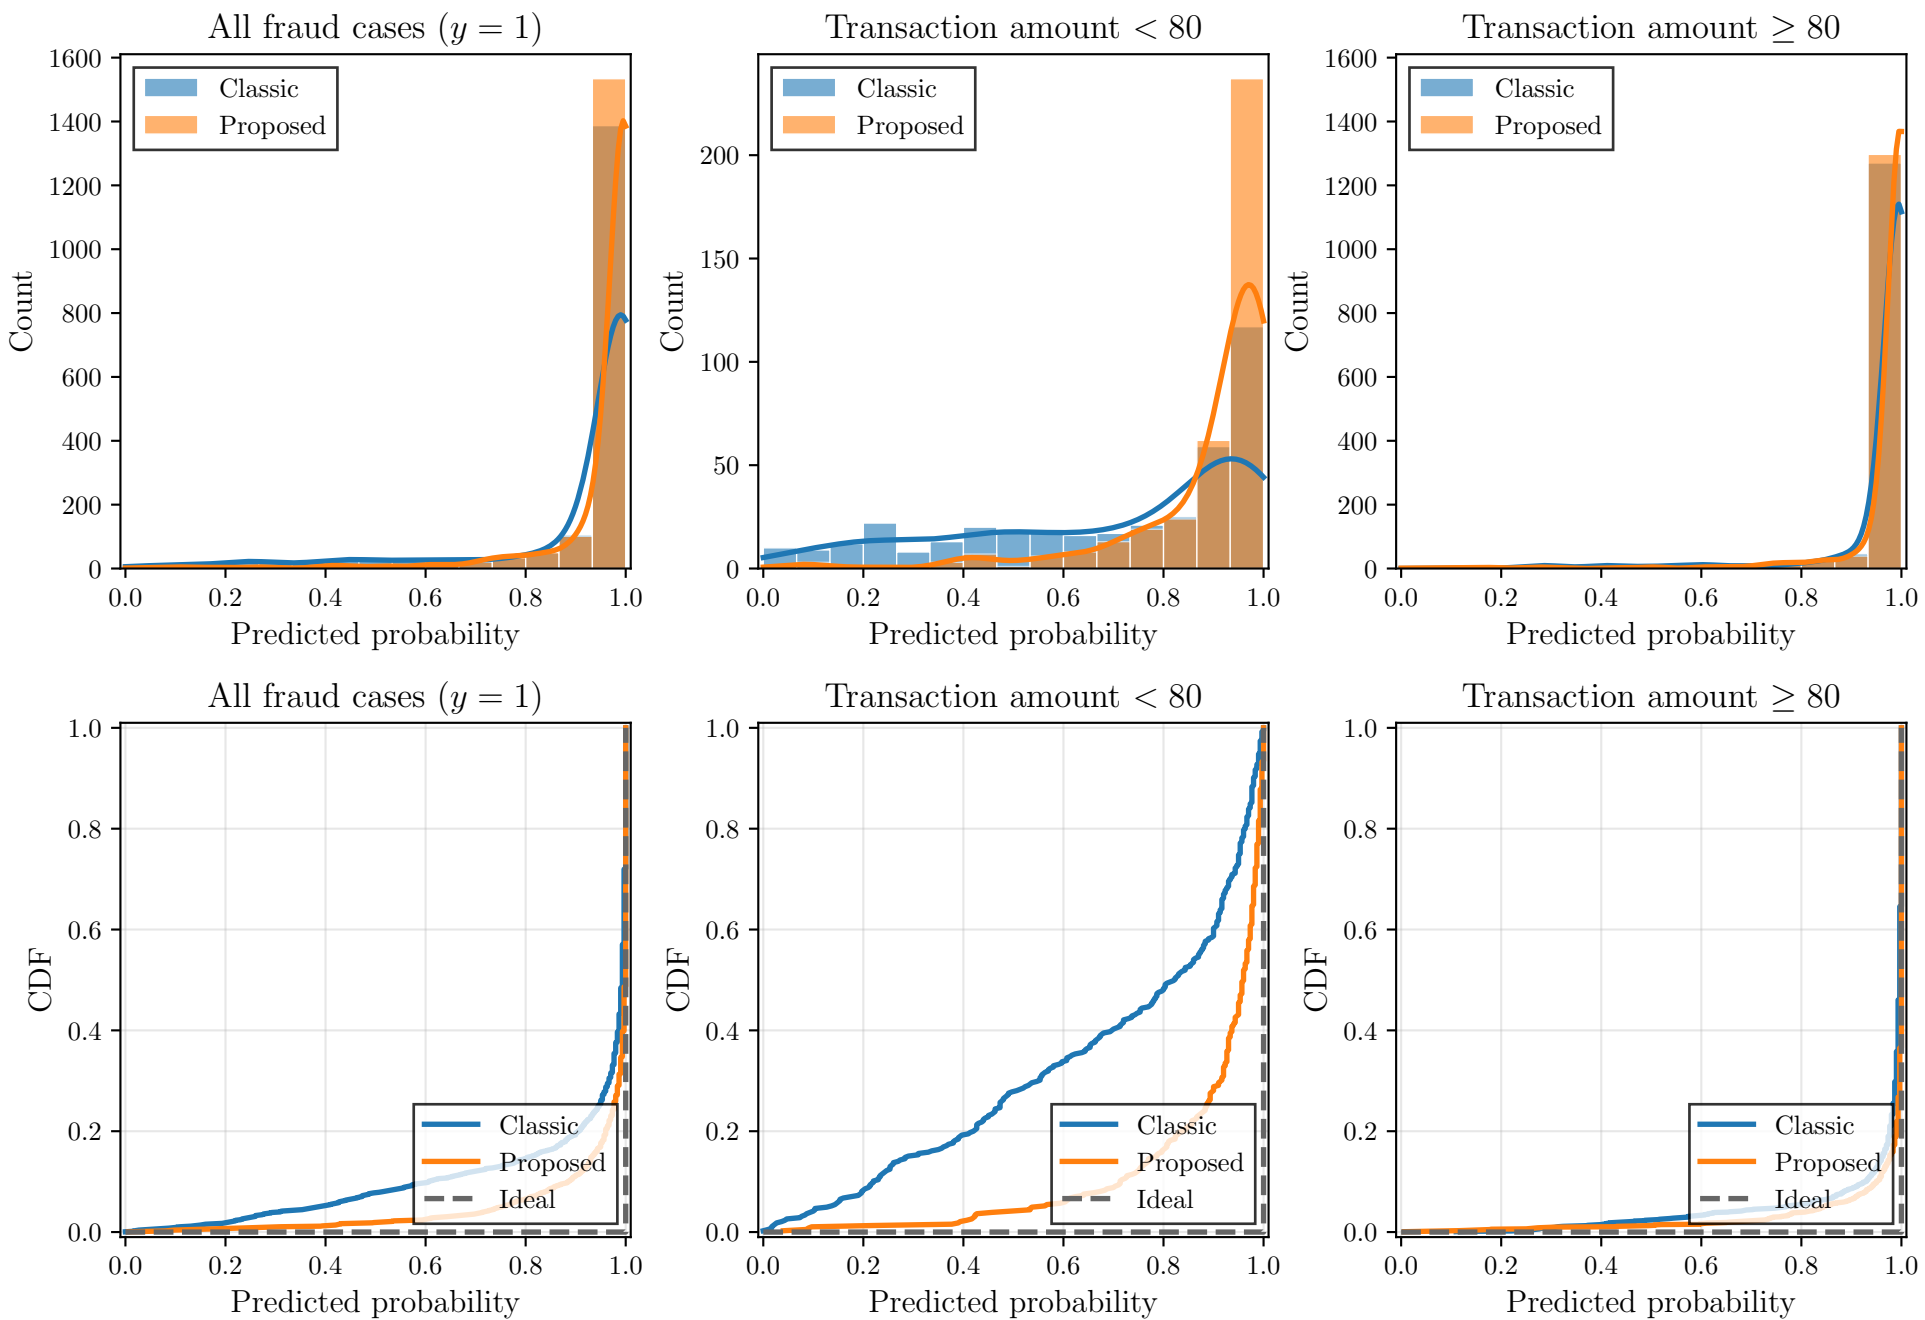 All fraud cases (y = 1)
1600
1400
1200
1000
800
600
400
200
0
Count
Classic
Proposed
0.0 0.2 0.4 0.6 0.8 1.0
Predicted probability
Transaction amount < 80
200
150
100
50
0
Count
Classic
Proposed
0.0 0.2 0.4 0.6 0.8 1.0
Predicted probability
Transaction amount ≥ 80
1600
1400
1200
1000
800
600
400
200
0
Count
Classic
Proposed
0.0 0.2 0.4 0.6 0.8 1.0
Predicted probability
All fraud cases (y = 1)
1.0
0.8
0.6
0.4
0.2
0.0
CDF
Classic
Proposed
Ideal
0.0 0.2 0.4 0.6 0.8 1.0
Predicted probability
Transaction amount < 80
1.0
0.8
0.6
0.4
0.2
0.0
CDF
Classic
Proposed
Ideal
0.0 0.2 0.4 0.6 0.8 1.0
Predicted probability
Transaction amount ≥ 80
1.0
0.8
0.6
0.4
0.2
0.0
CDF
Classic
Proposed
Ideal
0.0 0.2 0.4 0.6 0.8 1.0
Predicted probability